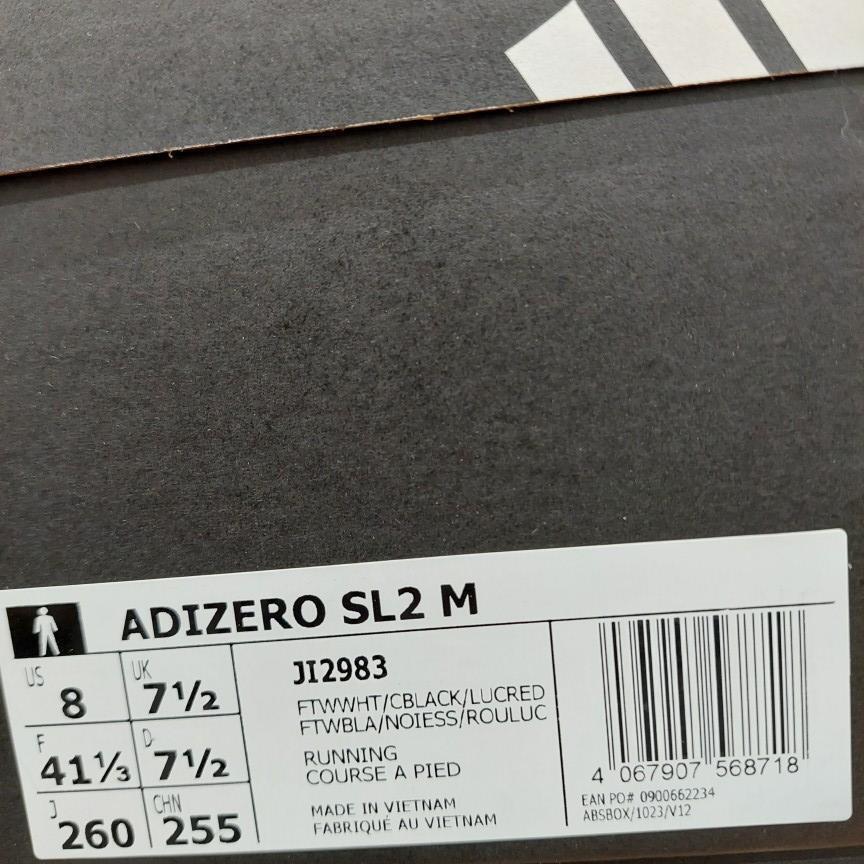 ADIZERO SL2 M
US 8 UK 7½
F 41⅓ D 7½
J 260 CHN 255
JI2983
FTWWHT/CBLACK/LUCRED
FTWBLA/NOIESS/ROULUC
RUNNING
COURSE A PIED
MADE IN VIETNAM
FABRIQUÉ AU VIETNAM
4 067907 568718
EAN PO# 0900662234
ABSBOX/1023/V12